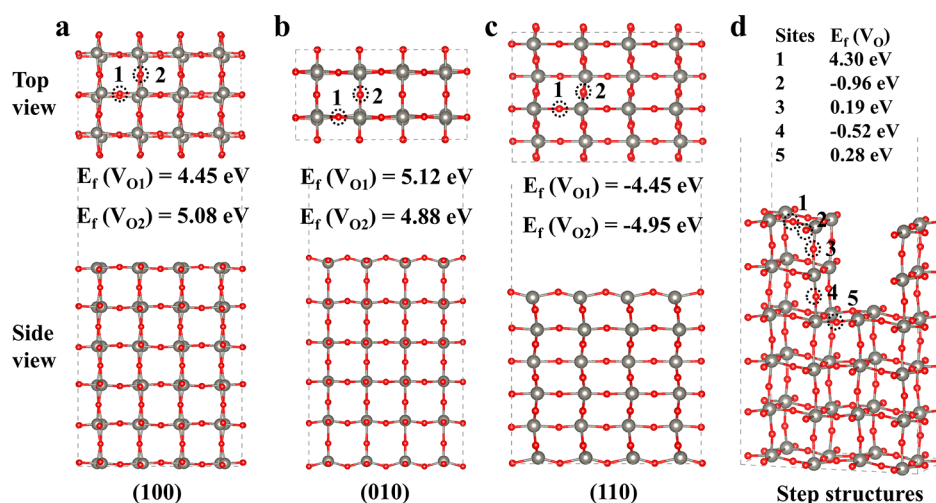 a
b
c
d
Top view
1 2
1 2
1 2
E_f (V_O1) = 4.45 eV
E_f (V_O2) = 5.08 eV
E_f (V_O1) = 5.12 eV
E_f (V_O2) = 4.88 eV
E_f (V_O1) = -4.45 eV
E_f (V_O2) = -4.95 eV
Sites E_f (V_O)
1 4.30 eV
2 -0.96 eV
3 0.19 eV
4 -0.52 eV
5 0.28 eV
1
2
3
4
5
Side view
(100)
(010)
(110)
Step structures